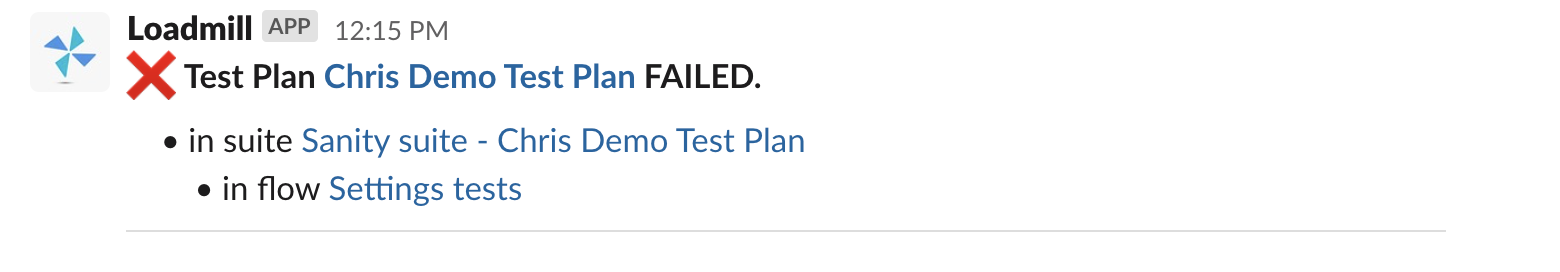 Loadmill APP 12:15 PM
❌ Test Plan Chris Demo Test Plan FAILED.
• in suite Sanity suite - Chris Demo Test Plan
• in flow Settings tests